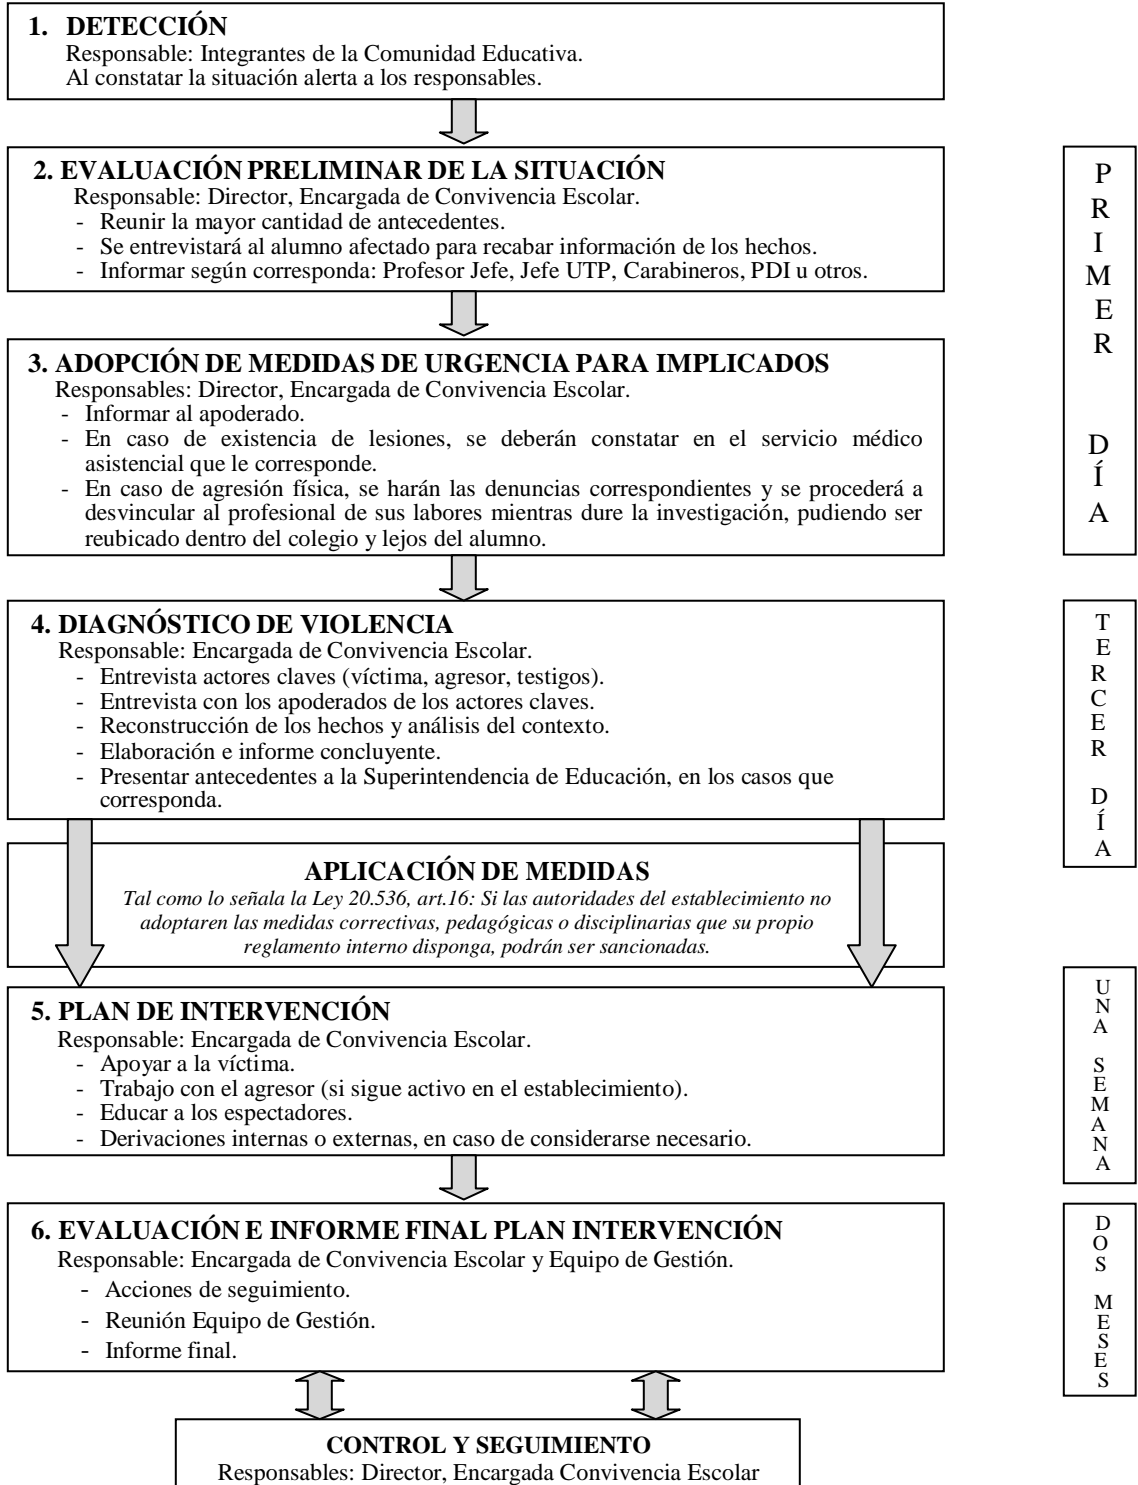 1. DETECCIÓN
Responsable: Integrantes de la Comunidad Educativa.
Al constatar la situación alerta a los responsables.
2. EVALUACIÓN PRELIMINAR DE LA SITUACIÓN
Responsable: Director, Encargada de Convivencia Escolar.
- Reunir la mayor cantidad de antecedentes.
- Se entrevistará al alumno afectado para recabar información de los hechos.
- Informar según corresponda: Profesor Jefe, Jefe UTP, Carabineros, PDI u otros.
3. ADOPCIÓN DE MEDIDAS DE URGENCIA PARA IMPLICADOS
Responsables: Director, Encargada de Convivencia Escolar.
- Informar al apoderado.
- En caso de existencia de lesiones, se deberán constatar en el servicio médico
asistencial que le corresponde.
- En caso de agresión física, se harán las denuncias correspondientes y se procederá a
desvincular al profesional de sus labores mientras dure la investigación, pudiendo ser
reubicado dentro del colegio y lejos del alumno.
PRIMER DÍA
4. DIAGNÓSTICO DE VIOLENCIA
Responsable: Encargada de Convivencia Escolar.
- Entrevista actores claves (víctima, agresor, testigos).
- Entrevista con los apoderados de los actores claves.
- Reconstrucción de los hechos y análisis del contexto.
- Elaboración e informe concluyente.
- Presentar antecedentes a la Superintendencia de Educación, en los casos que
corresponda.
TERCER DÍA
APLICACIÓN DE MEDIDAS
Tal como lo señala la Ley 20.536, art.16: Si las autoridades del establecimiento no
adoptaren las medidas correctivas, pedagógicas o disciplinarias que su propio
reglamento interno disponga, podrán ser sancionadas.
5. PLAN DE INTERVENCIÓN
Responsable: Encargada de Convivencia Escolar.
- Apoyar a la víctima.
- Trabajo con el agresor (si sigue activo en el establecimiento).
- Educar a los espectadores.
- Derivaciones internas o externas, en caso de considerarse necesario.
UNA SEMANA
6. EVALUACIÓN E INFORME FINAL PLAN INTERVENCIÓN
Responsable: Encargada de Convivencia Escolar y Equipo de Gestión.
- Acciones de seguimiento.
- Reunión Equipo de Gestión.
- Informe final.
DOS MESES
CONTROL Y SEGUIMIENTO
Responsables: Director, Encargada Convivencia Escolar